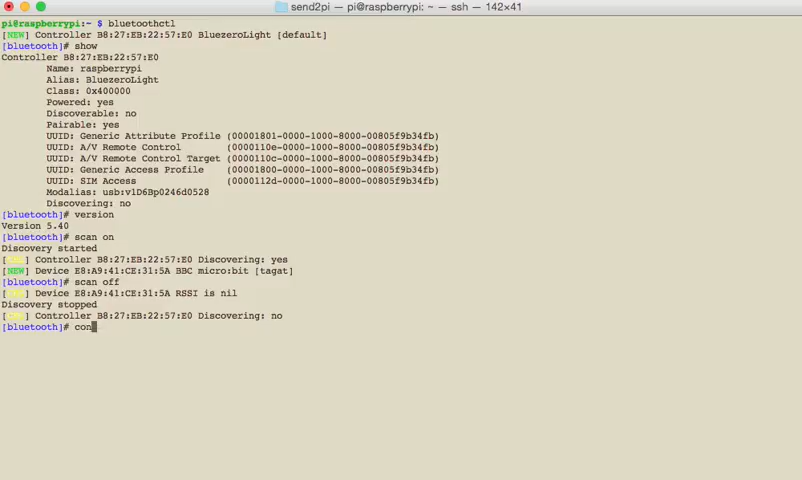 send2pi — pi@raspberrypi: ~ — ssh — 142×41
pi@raspberrypi:~ $ bluetoothctl
[NEW] Controller B8:27:EB:22:57:E0 BluezeroLight [default]
[bluetooth]# show
Controller B8:27:EB:22:57:E0
Name: raspberrypi
Alias: BluezeroLight
Class: 0x400000
Powered: yes
Discoverable: no
Pairable: yes
UUID: Generic Attribute Profile (00001801-0000-1000-8000-00805f9b34fb)
UUID: A/V Remote Control (0000110e-0000-1000-8000-00805f9b34fb)
UUID: A/V Remote Control Target (0000110c-0000-1000-8000-00805f9b34fb)
UUID: Generic Access Profile (00001800-0000-1000-8000-00805f9b34fb)
UUID: SIM Access (0000112d-0000-1000-8000-00805f9b34fb)
Modalias: usb:v1D6Bp0246d0528
Discovering: no
[bluetooth]# version
Version 5.40
[bluetooth]# scan on
Discovery started
[ ] Controller B8:27:EB:22:57:E0 Discovering: yes
[NEW] Device E8:A9:41:CE:31:5A BBC micro:bit [tagat]
[bluetooth]# scan off
[ ] Device E8:A9:41:CE:31:5A RSSI is nil
Discovery stopped
[ ] Controller B8:27:EB:22:57:E0 Discovering: no
[bluetooth]# con